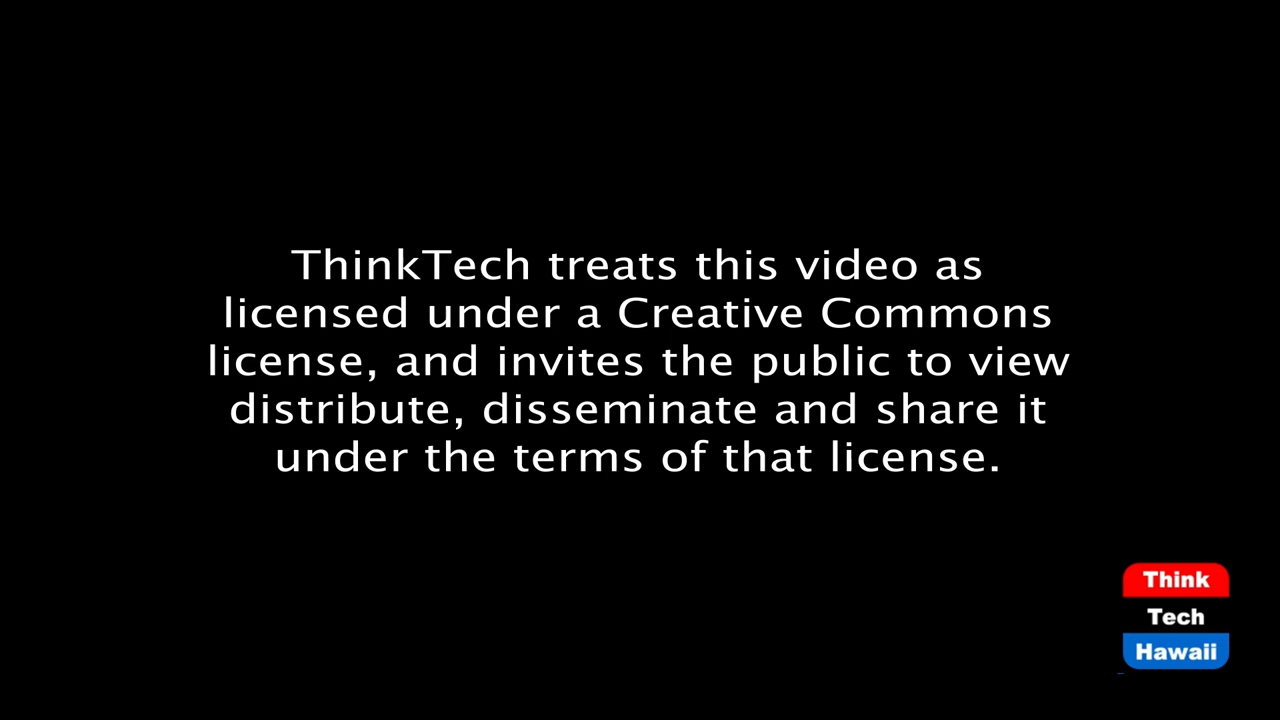 ThinkTech treats this video as
licensed under a Creative Commons
license, and invites the public to view
distribute, disseminate and share it
under the terms of that license.
Think
Tech
Hawaii